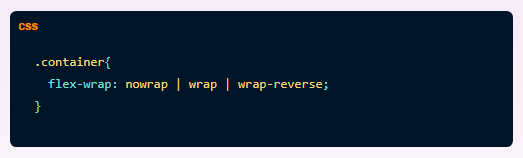 css
.container{
flex-wrap: nowrap | wrap | wrap-reverse;
}